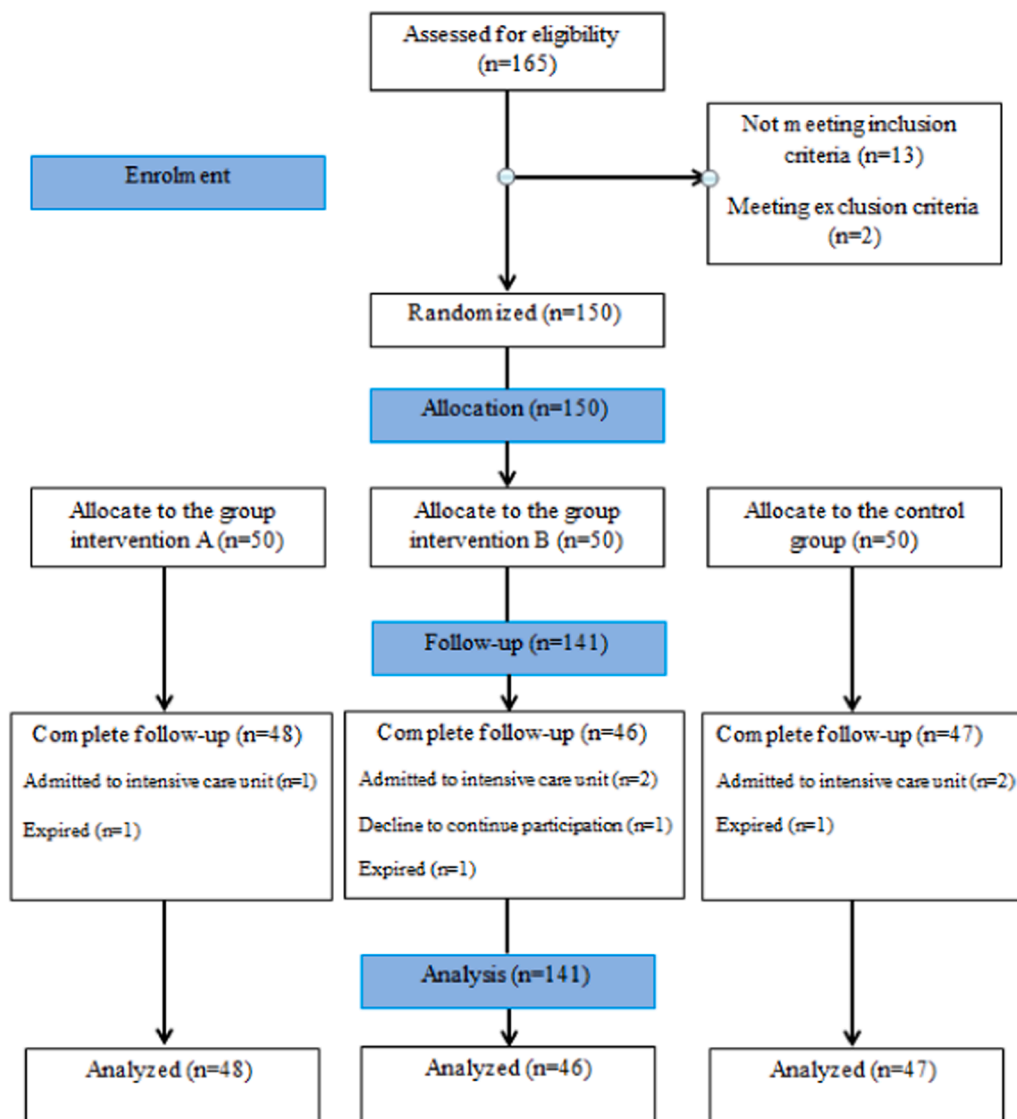 Assessed for eligibility
(n=165)
Not meeting inclusion
criteria (n=13)
Meeting exclusion criteria
(n=2)
Enrolment
Randomized (n=150)
Allocation (n=150)
Allocate to the group
intervention A (n=50)
Allocate to the group
intervention B (n=50)
Allocate to the control
group (n=50)
Follow-up (n=141)
Complete follow-up (n=48)
Admitted to intensive care unit (n=1)
Expired (n=1)
Complete follow-up (n=46)
Admitted to intensive care unit (n=2)
Decline to continue participation (n=1)
Expired (n=1)
Complete follow-up (n=47)
Admitted to intensive care unit (n=2)
Expired (n=1)
Analysis (n=141)
Analyzed (n=48)
Analyzed (n=46)
Analyzed (n=47)